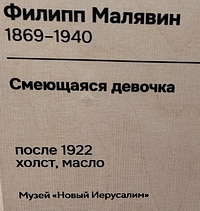 Филипп Малявин
1869–1940
Смеющаяся девочка
после 1922
холст, масло
Музей «Новый Иерусалим»